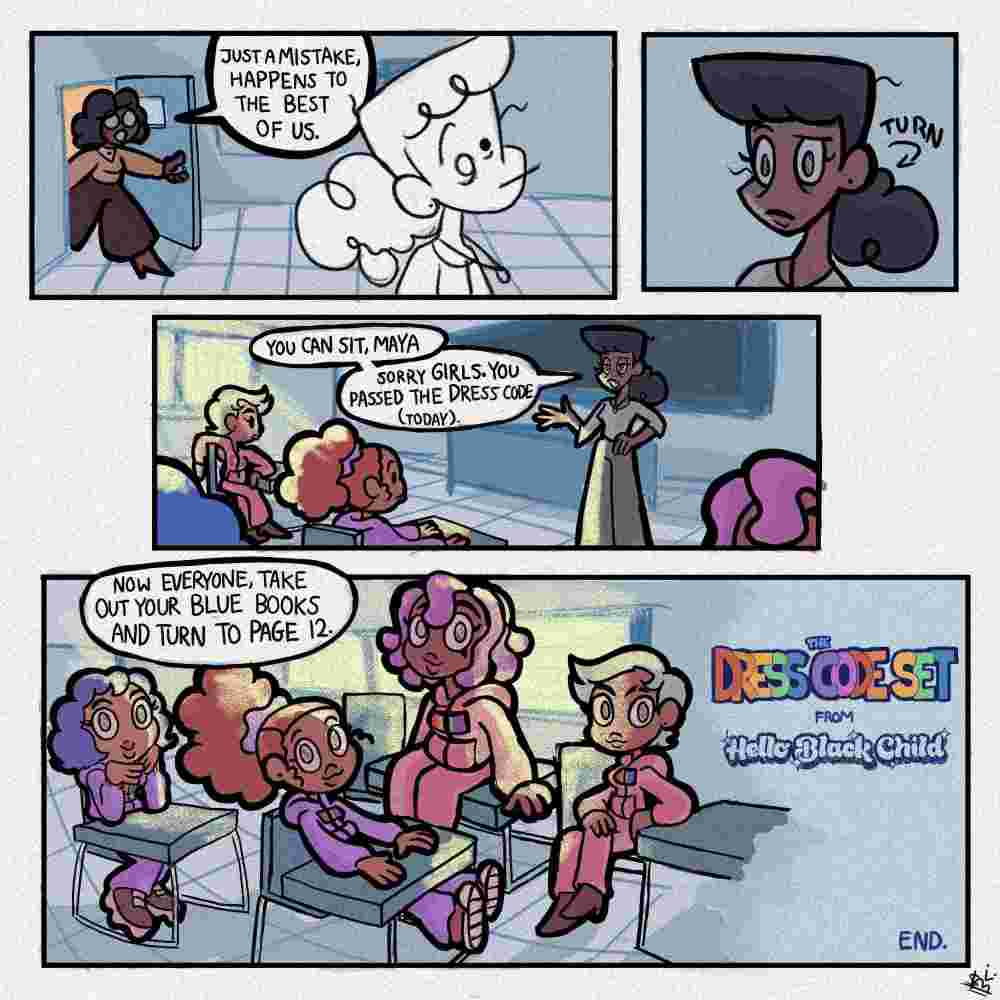 JUST A MISTAKE,
HAPPENS TO
THE BEST
OF US.
TURN
YOU CAN SIT, MAYA
SORRY GIRLS. YOU
PASSED THE DRESS CODE
(TODAY).
NOW EVERYONE, TAKE
OUT YOUR BLUE BOOKS
AND TURN TO PAGE 12.
THE
DRESS CODE SET
FROM
Hello Black Child
END.